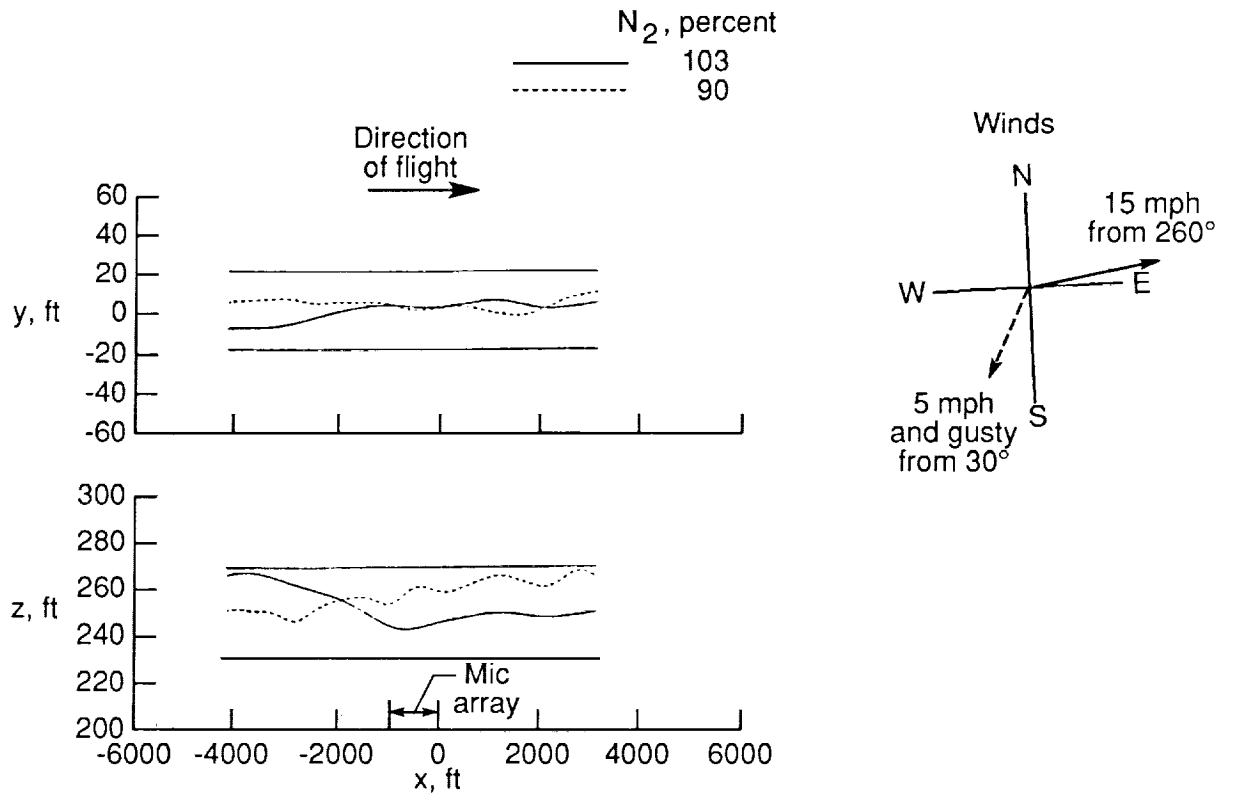 N2, percent
103
90
Direction
of flight
60
40
20
0
-20
-40
-60
y, ft
Winds
N
W
E
S
15 mph
from 260°
5 mph
and gusty
from 30°
300
280
260
240
220
200
z, ft
Mic
array
-6000 -4000 -2000 0 2000 4000 6000
x, ft